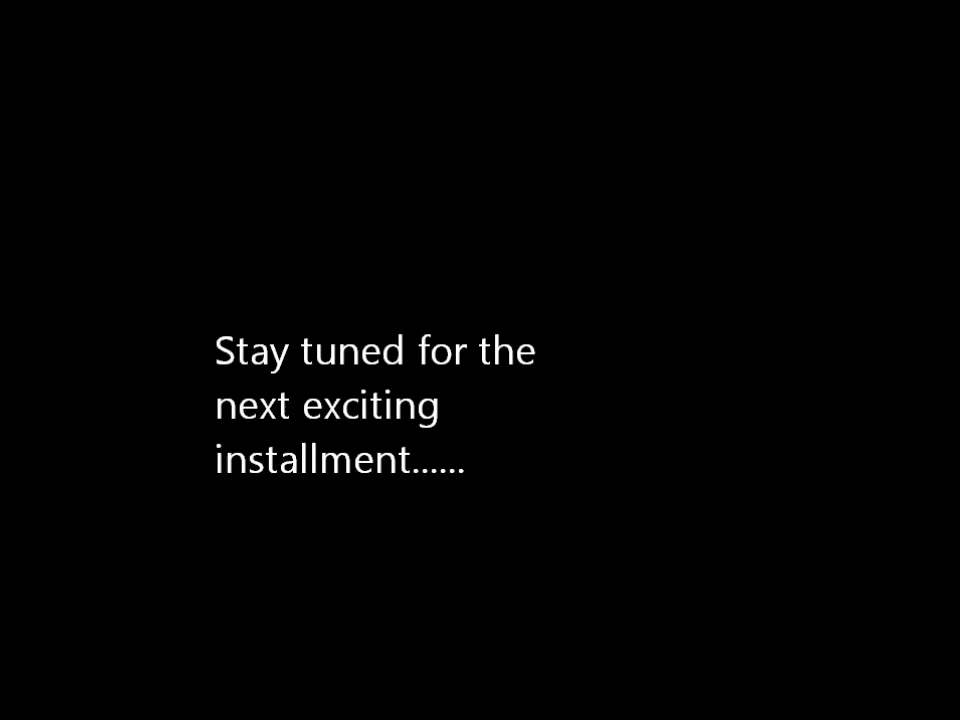 Stay tuned for the
next exciting
installment......